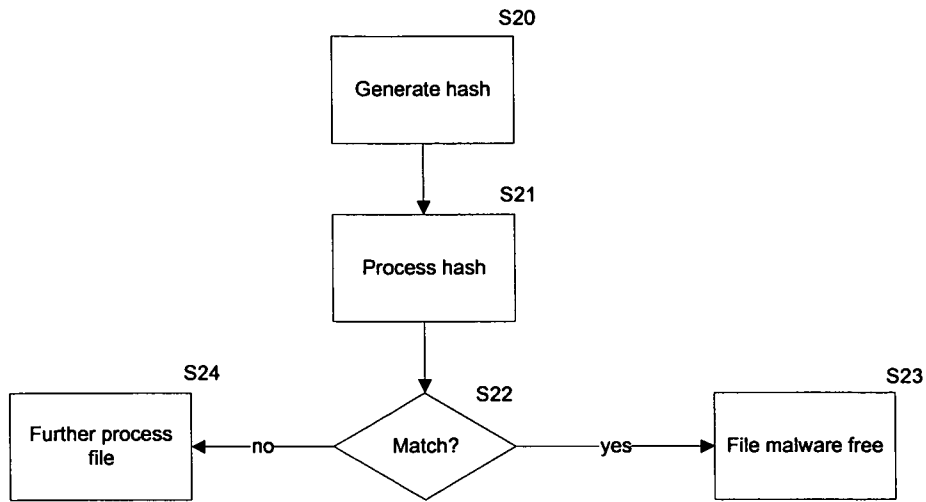 S20
Generate hash
S21
Process hash
S24
S22
S23
Further process
file
no
Match?
yes
File malware free